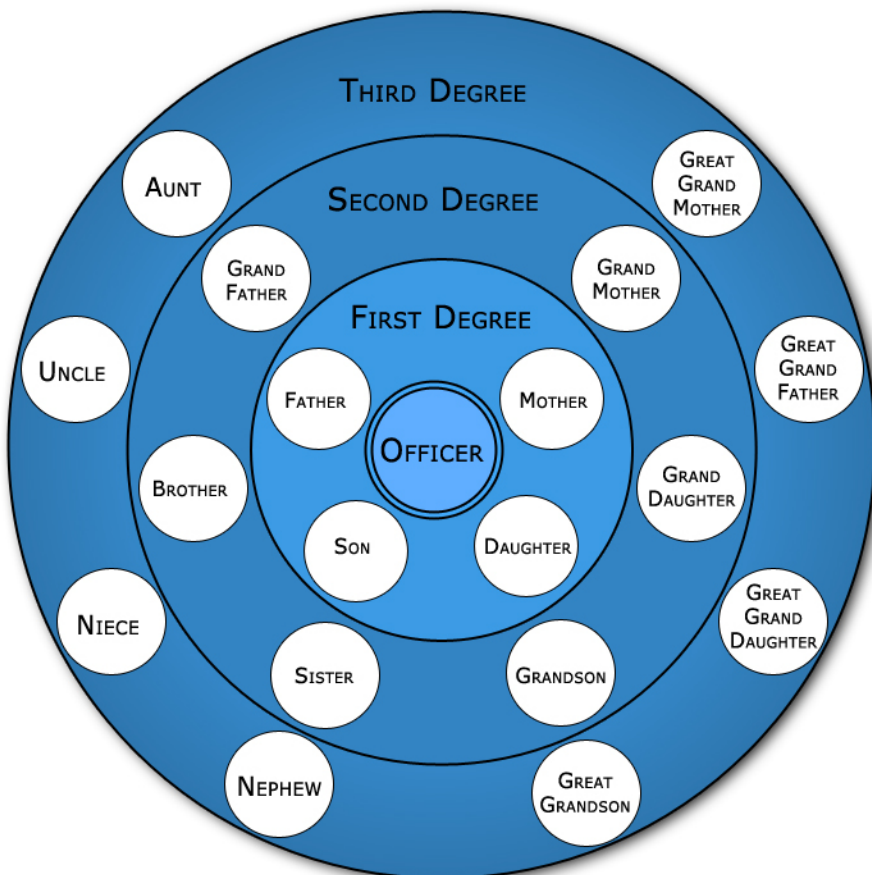 Third Degree
Aunt
Great
Grand
Mother
Second Degree
Grand
Father
Grand
Mother
First Degree
Uncle
Great
Grand
Father
Father
Mother
Officer
Brother
Grand
Daughter
Son
Daughter
Niece
Great
Grand
Daughter
Sister
Grandson
Nephew
Great
Grandson